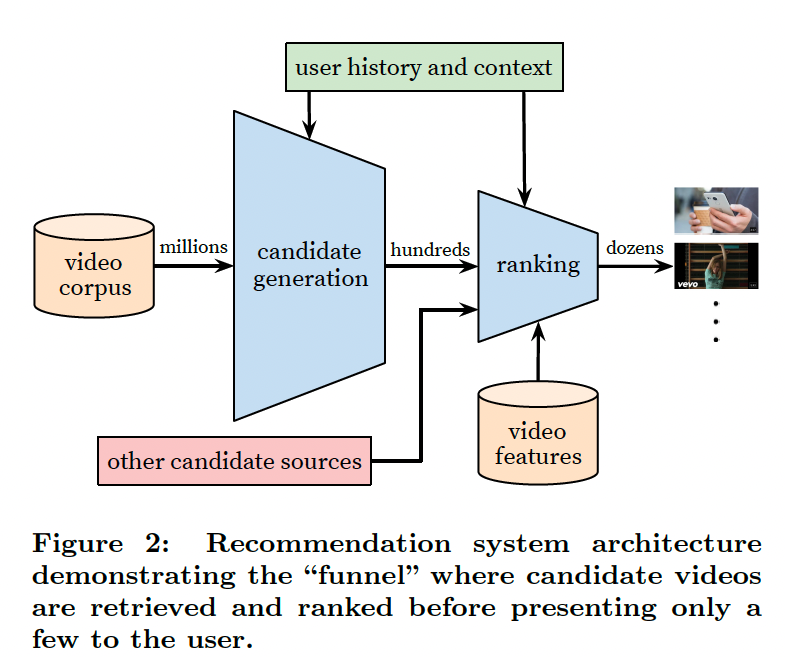 user history and context
video
corpus
millions
candidate
generation
hundreds
ranking
dozens
vevo
other candidate sources
video
features
Figure 2: Recommendation system architecture
demonstrating the “funnel” where candidate videos
are retrieved and ranked before presenting only a
few to the user.